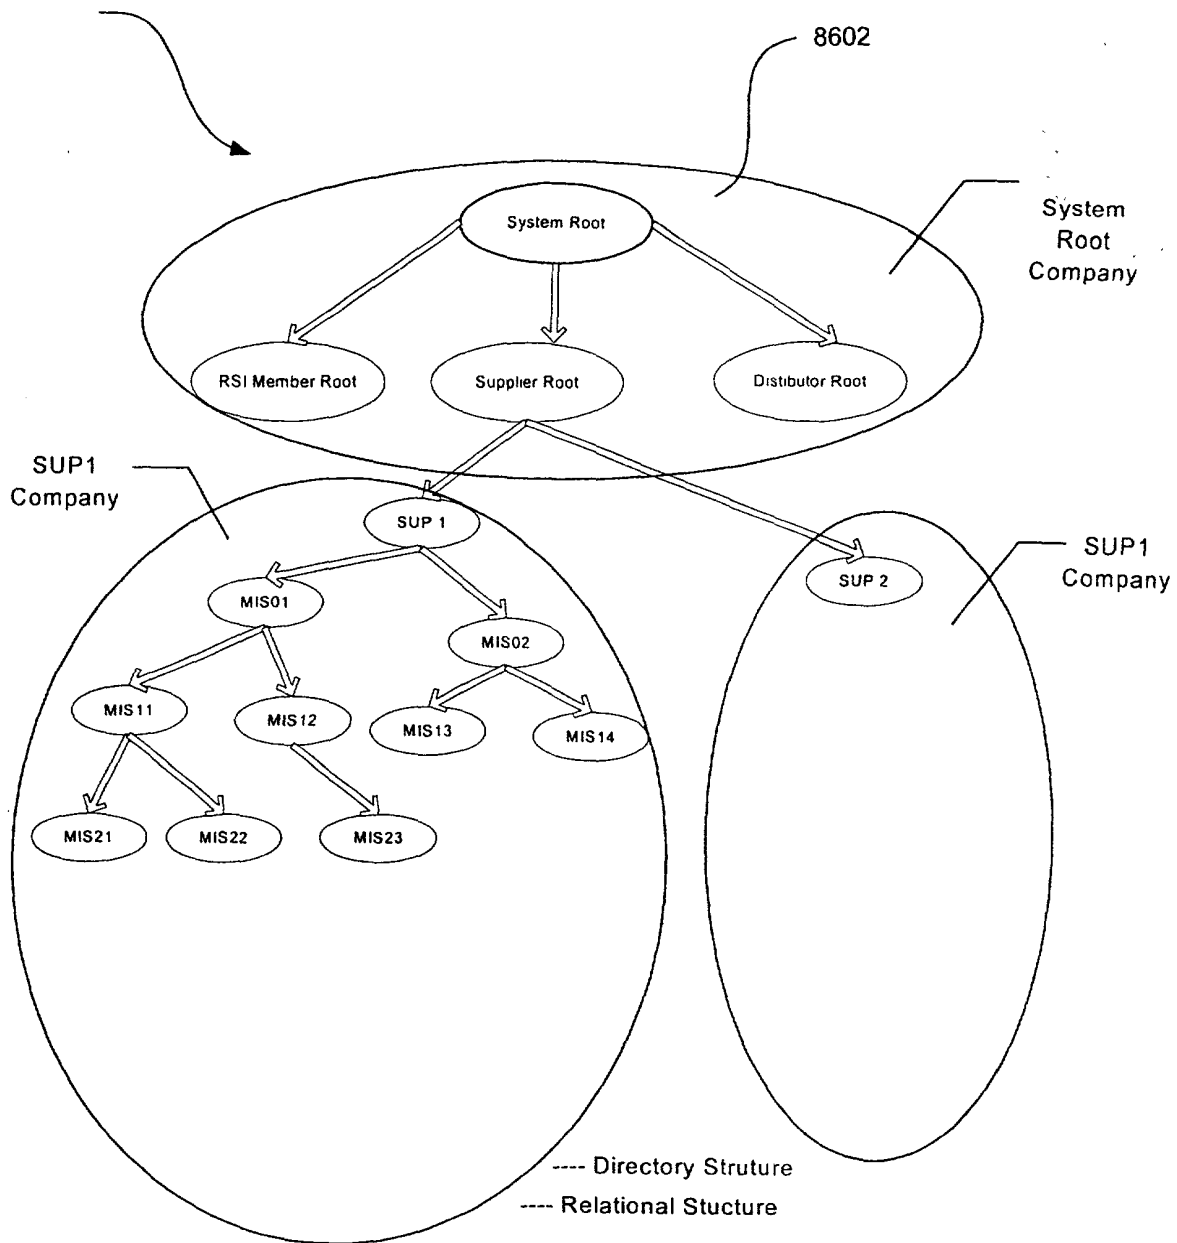 8602
System Root
System
Root
Company
RSI Member Root
Supplier Root
Distibutor Root
SUP1
Company
SUP 1
SUP1
Company
SUP 2
MIS01
MIS02
MIS11
MIS12
MIS13
MIS14
MIS21
MIS22
MIS23
---- Directory Struture
---- Relational Stucture